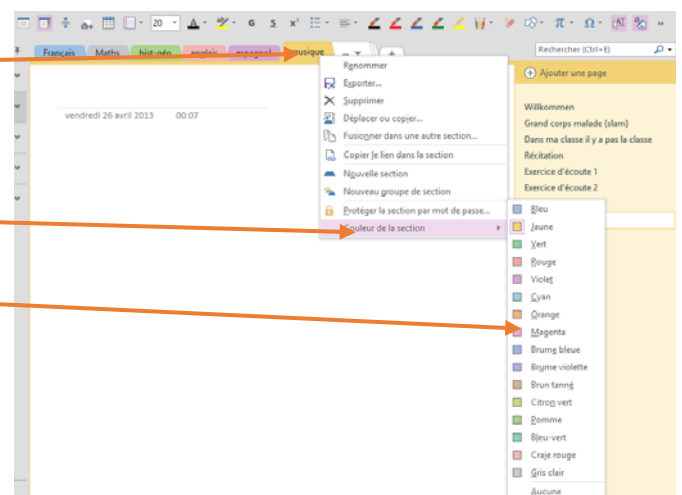 20 A G S x'
Français Maths hist-géo anglais espagnol musique ...
Rechercher (Ctrl+E)
Ajouter une page
vendredi 26 avril 2013 00:07
Renommer
Exporter...
Supprimer
Déplacer ou copier...
Fusionner dans une autre section...
Copier le lien dans la section
Nouvelle section
Nouveau groupe de section
Protéger la section par mot de passe...
Couleur de la section
Willkommen
Grand corps malade (slam)
Dans ma classe il y a pas la classe
Récitation
Exercice d'écoute 1
Exercice d'écoute 2
Bleu
Jaune
Vert
Rouge
Violet
Cyan
Orange
Magenta
Brume bleue
Bryme violette
Brun tanné
Citron vert
Pomme
Bleu-vert
Craie rouge
Gris clair
Aucune